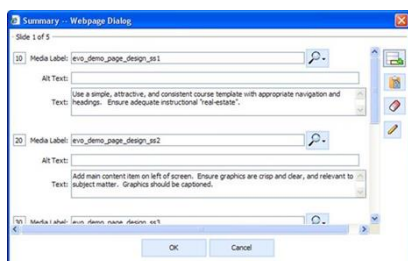 Summary -- Webpage Dialog
Slide 1 of 5
10 Media Label: evo_demo_page_design_ss1
Alt Text:
Use a simple, attractive, and consistent course template with appropriate navigation and
Text: headings. Ensure adequate instructional "real-estate".
20 Media Label: evo_demo_page_design_ss2
Alt Text:
Add main content item on left of screen. Ensure graphics are crisp and clear, and relevant to
Text: subject matter. Graphics should be captioned.
30 Media Label: evo_demo_page_design_ss3
OK Cancel